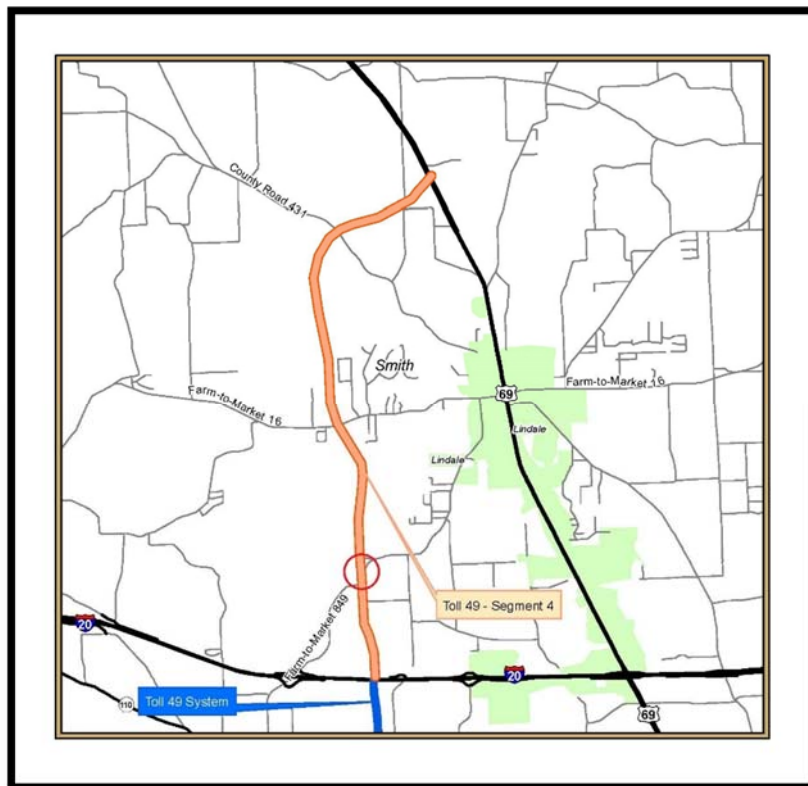 County Road 431
Smith
Farm-to-Market 16
Farm-to-Market 16
69
Lindale
Lindale
Toll 49 - Segment 4
Farm-to-Market 849
20
20
110
Toll 49 System
69